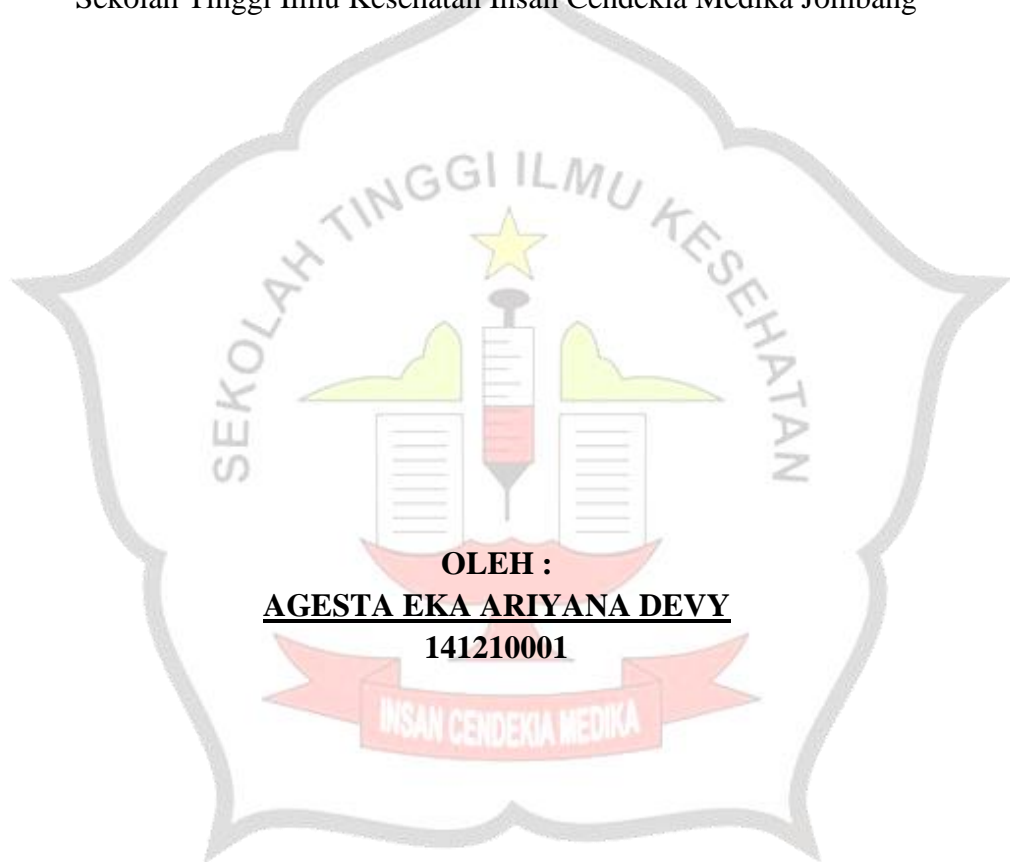 Sekolah Tinggi Ilmu Kesehatan Insan Cendekia Medika Jombang
SEKOLAH TINGGI ILMU KESEHATAN
OLEH :
AGESTA EKA ARIYANA DEVY
141210001
INSAN CENDEKIA MEDIKA